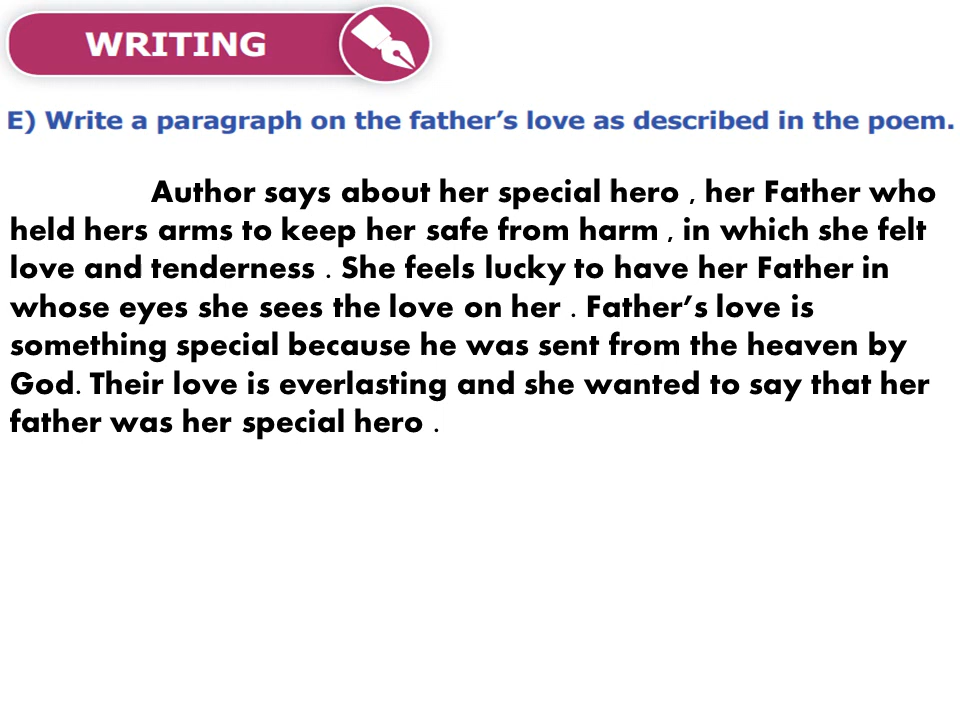 WRITING
E) Write a paragraph on the father's love as described in the poem.
Author says about her special hero , her Father who
held hers arms to keep her safe from harm , in which she felt
love and tenderness . She feels lucky to have her Father in
whose eyes she sees the love on her . Father's love is
something special because he was sent from the heaven by
God. Their love is everlasting and she wanted to say that her
father was her special hero .